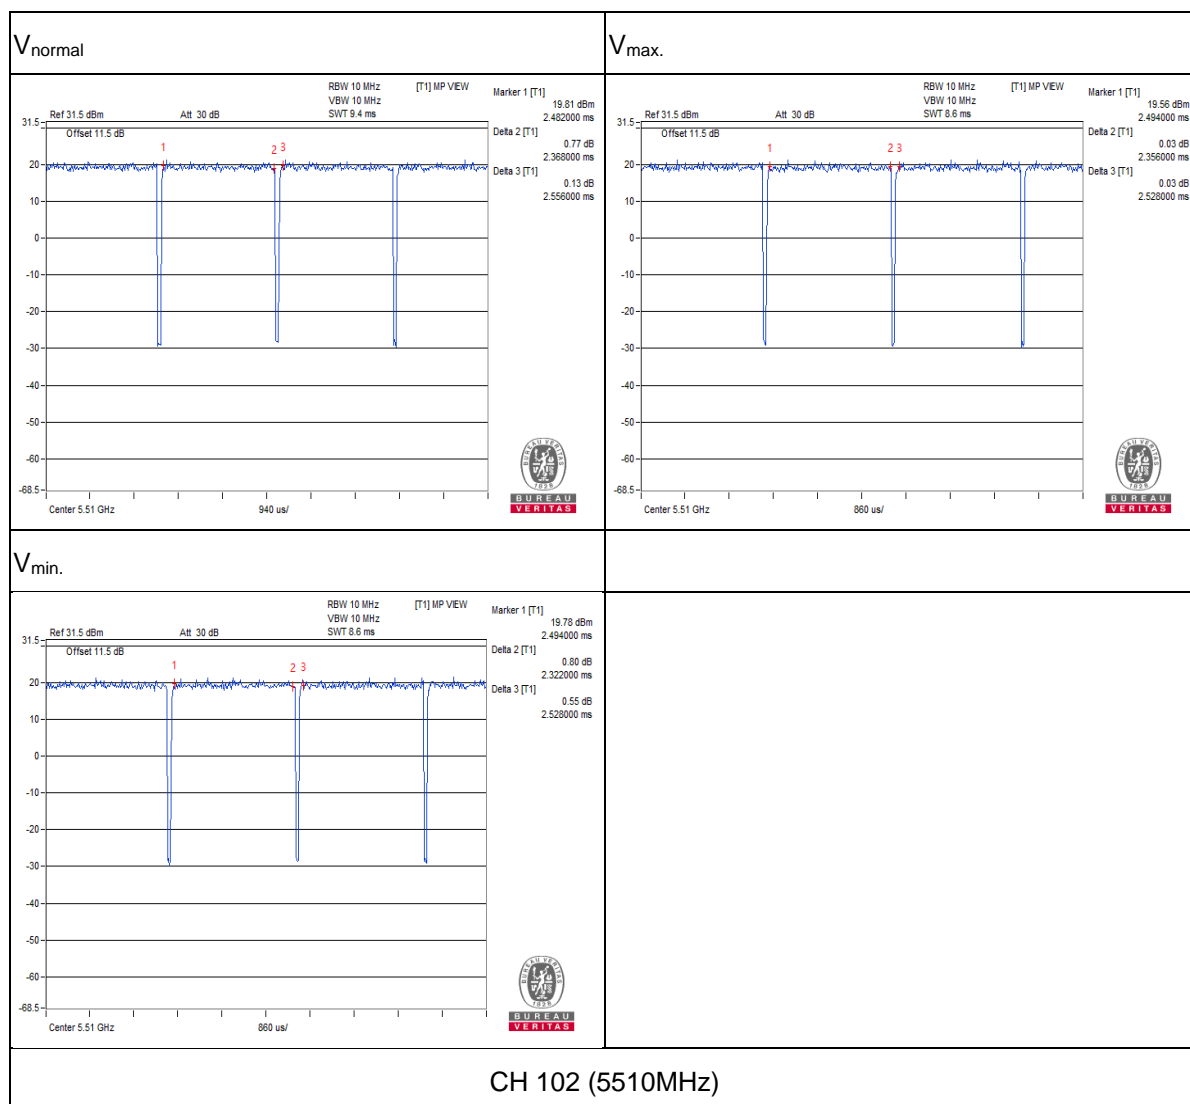 Vnormal
Vmax.
RBW 10 MHz [T1] MP VIEW
VBW 10 MHz
Ref 31.5 dBm Att 30 dB SWT 9.4 ms
Offset 11.5 dB
Marker 1 [T1]
19.81 dBm
2.482000 ms
Delta 2 [T1]
0.77 dB
2.368000 ms
Delta 3 [T1]
0.13 dB
2.556000 ms
1 2 3
31.5
20
10
0
-10
-20
-30
-40
-50
-60
-68.5
Center 5.51 GHz 940 us/
BUREAU VERITAS
1828
BUREAU
VERITAS
RBW 10 MHz [T1] MP VIEW
VBW 10 MHz
Ref 31.5 dBm Att 30 dB SWT 8.6 ms
Offset 11.5 dB
Marker 1 [T1]
19.56 dBm
2.494000 ms
Delta 2 [T1]
0.03 dB
2.356000 ms
Delta 3 [T1]
0.03 dB
2.528000 ms
1 2 3
31.5
20
10
0
-10
-20
-30
-40
-50
-60
-68.5
Center 5.51 GHz 860 us/
BUREAU VERITAS
1828
BUREAU
VERITAS
Vmin.
RBW 10 MHz [T1] MP VIEW
VBW 10 MHz
Ref 31.5 dBm Att 30 dB SWT 8.6 ms
Offset 11.5 dB
Marker 1 [T1]
19.78 dBm
2.494000 ms
Delta 2 [T1]
0.80 dB
2.322000 ms
Delta 3 [T1]
0.55 dB
2.528000 ms
1 2 3
31.5
20
10
0
-10
-20
-30
-40
-50
-60
-68.5
Center 5.51 GHz 860 us/
BUREAU VERITAS
1828
BUREAU
VERITAS
CH 102 (5510MHz)